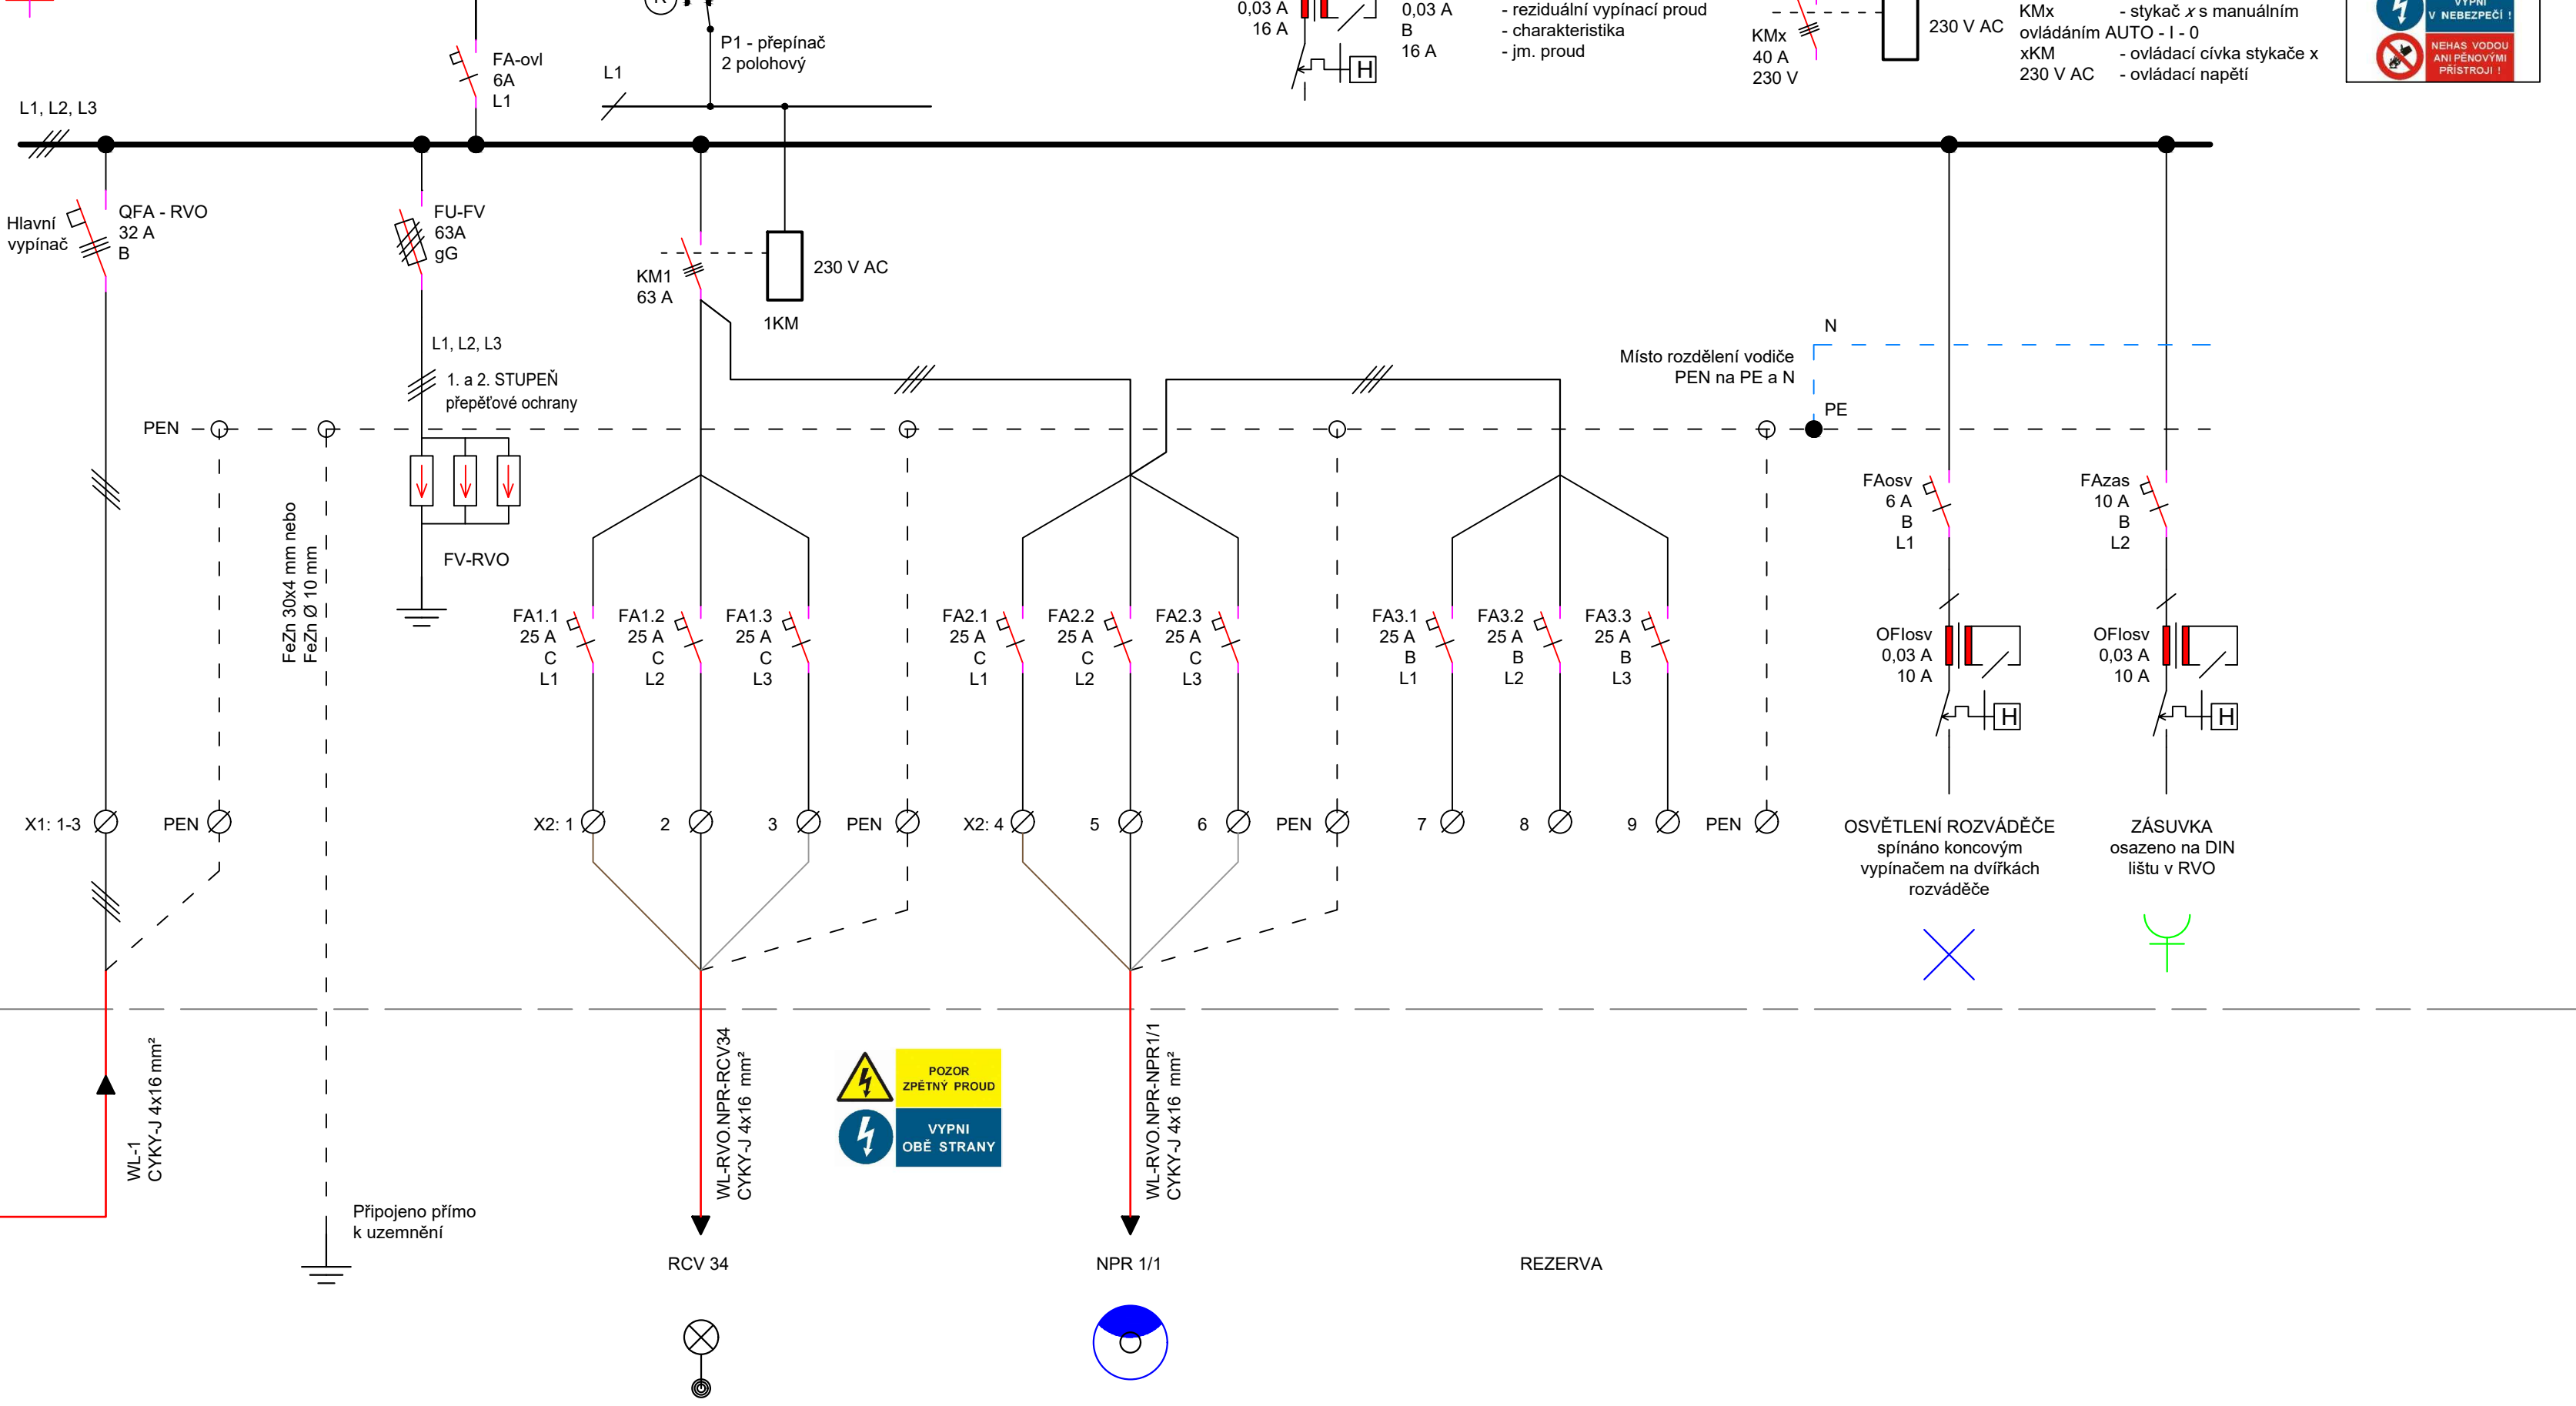 FA-ovl
6A
L1
P1 - přepínač
2 polohový
L1
0,03 A
16 A
H
0,03 A
B
16 A
- reziduální vypínací proud
- charakteristika
- jm. proud
KMx
40 A
230 V
230 V AC
KMx - stykač x s manuálním
ovládáním AUTO - I - 0
xKM - ovládací cívka stykače x
230 V AC - ovládací napětí
VYPNI
V NEBEZPEČÍ !
NEHAS VODOU
ANI PĚNOVÝMI
PŘÍSTROJI !
L1, L2, L3
Hlavní
vypínač
QFA - RVO
32 A
B
FU-FV
63A
gG
KM1
63 A
230 V AC
1KM
L1, L2, L3
1. a 2. STUPEŇ
přepěťové ochrany
N
Místo rozdělení vodiče
PEN na PE a N
PE
PEN
FeZn 30x4 mm nebo
FeZn Ø 10 mm
FV-RVO
FA1.1
25 A
C
L1
FA1.2
25 A
C
L2
FA1.3
25 A
C
L3
FA2.1
25 A
C
L1
FA2.2
25 A
C
L2
FA2.3
25 A
C
L3
FA3.1
25 A
B
L1
FA3.2
25 A
B
L2
FA3.3
25 A
B
L3
FAosv
6 A
B
L1
FAzas
10 A
B
L2
OFIosv
0,03 A
10 A
H
OFIosv
0,03 A
10 A
H
X1: 1-3
PEN
X2: 1
2
3
PEN
X2: 4
5
6
PEN
7
8
9
PEN
OSVĚTLENÍ ROZVÁDĚČE
spínáno koncovým
vypínačem na dvířkách
rozváděče
ZÁSUVKA
osazeno na DIN
lištu v RVO
WL-1
CYKY-J 4x16 mm²
WL-RVO.NPR-RCV34
CYKY-J 4x16 mm²
POZOR
ZPĚTNÝ PROUD
VYPNI
OBĚ STRANY
WL-RVO.NPR-NPR1/1
CYKY-J 4x16 mm²
Připojeno přímo
k uzemnění
RCV 34
NPR 1/1
REZERVA